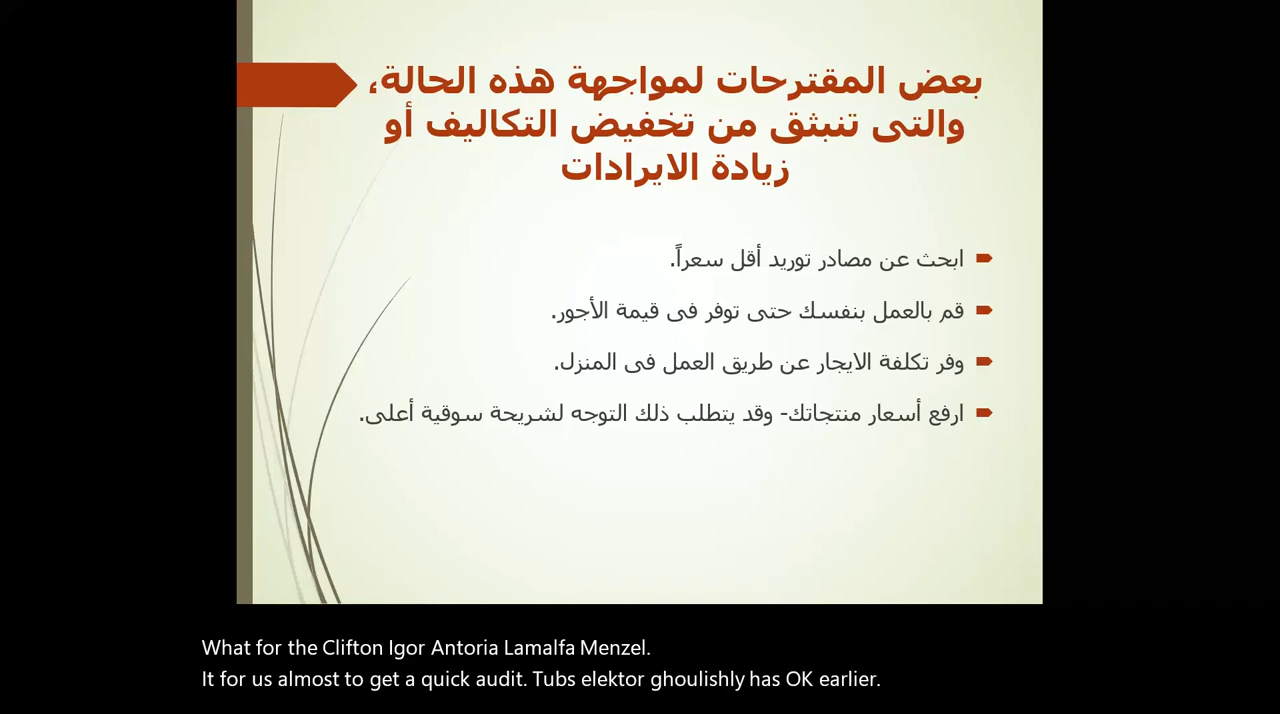 بعض المقترحات لمواجهة هذه الحالة،
والتى تنبثق من تخفيض التكاليف أو
زيادة الايرادات
ابحث عن مصادر توريد أقل سعراً.
قم بالعمل بنفسك حتى توفر فى قيمة الأجور.
وفر تكلفة الايجار عن طريق العمل فى المنزل.
ارفع أسعار منتجاتك- وقد يتطلب ذلك التوجه لشريحة سوقية أعلى.
What for the Clifton Igor Antoria Lamalfa Menzel.
It for us almost to get a quick audit. Tubs elektor ghoulishly has OK earlier.